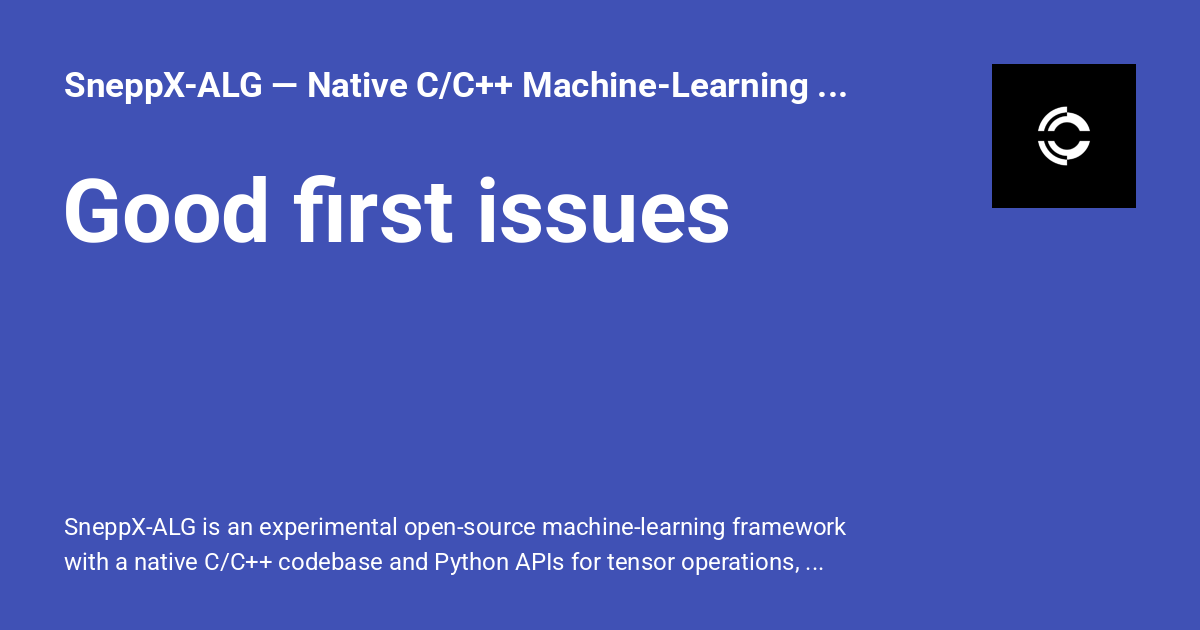 SneppX-ALG — Native C/C++ Machine-Learning ...
Good first issues
SneppX-ALG is an experimental open-source machine-learning framework
with a native C/C++ codebase and Python APIs for tensor operations, ...